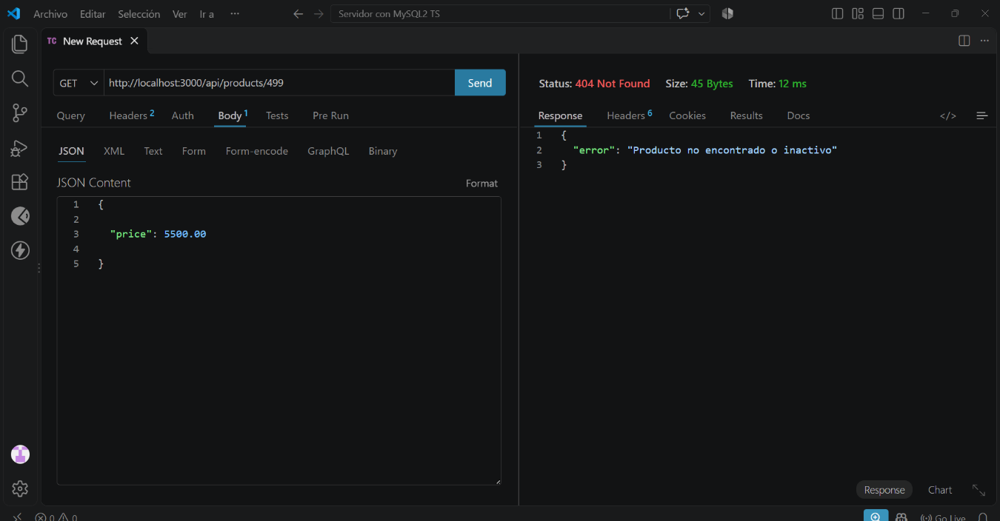 Archivo Editar Selección Ver Ir a ··· Servidor con MySQL2 TS
TC New Request
GET http://localhost:3000/api/products/499 Send
Query Headers 2 Auth Body 1 Tests Pre Run
JSON XML Text Form Form-encode GraphQL Binary
JSON Content Format
1 {
2
3 "price": 5500.00
4
5 }
Status: 404 Not Found Size: 45 Bytes Time: 12 ms
Response Headers 6 Cookies Results Docs </>
1 {
2 "error": "Producto no encontrado o inactivo"
3 }
Response Chart
0 0 Go Live